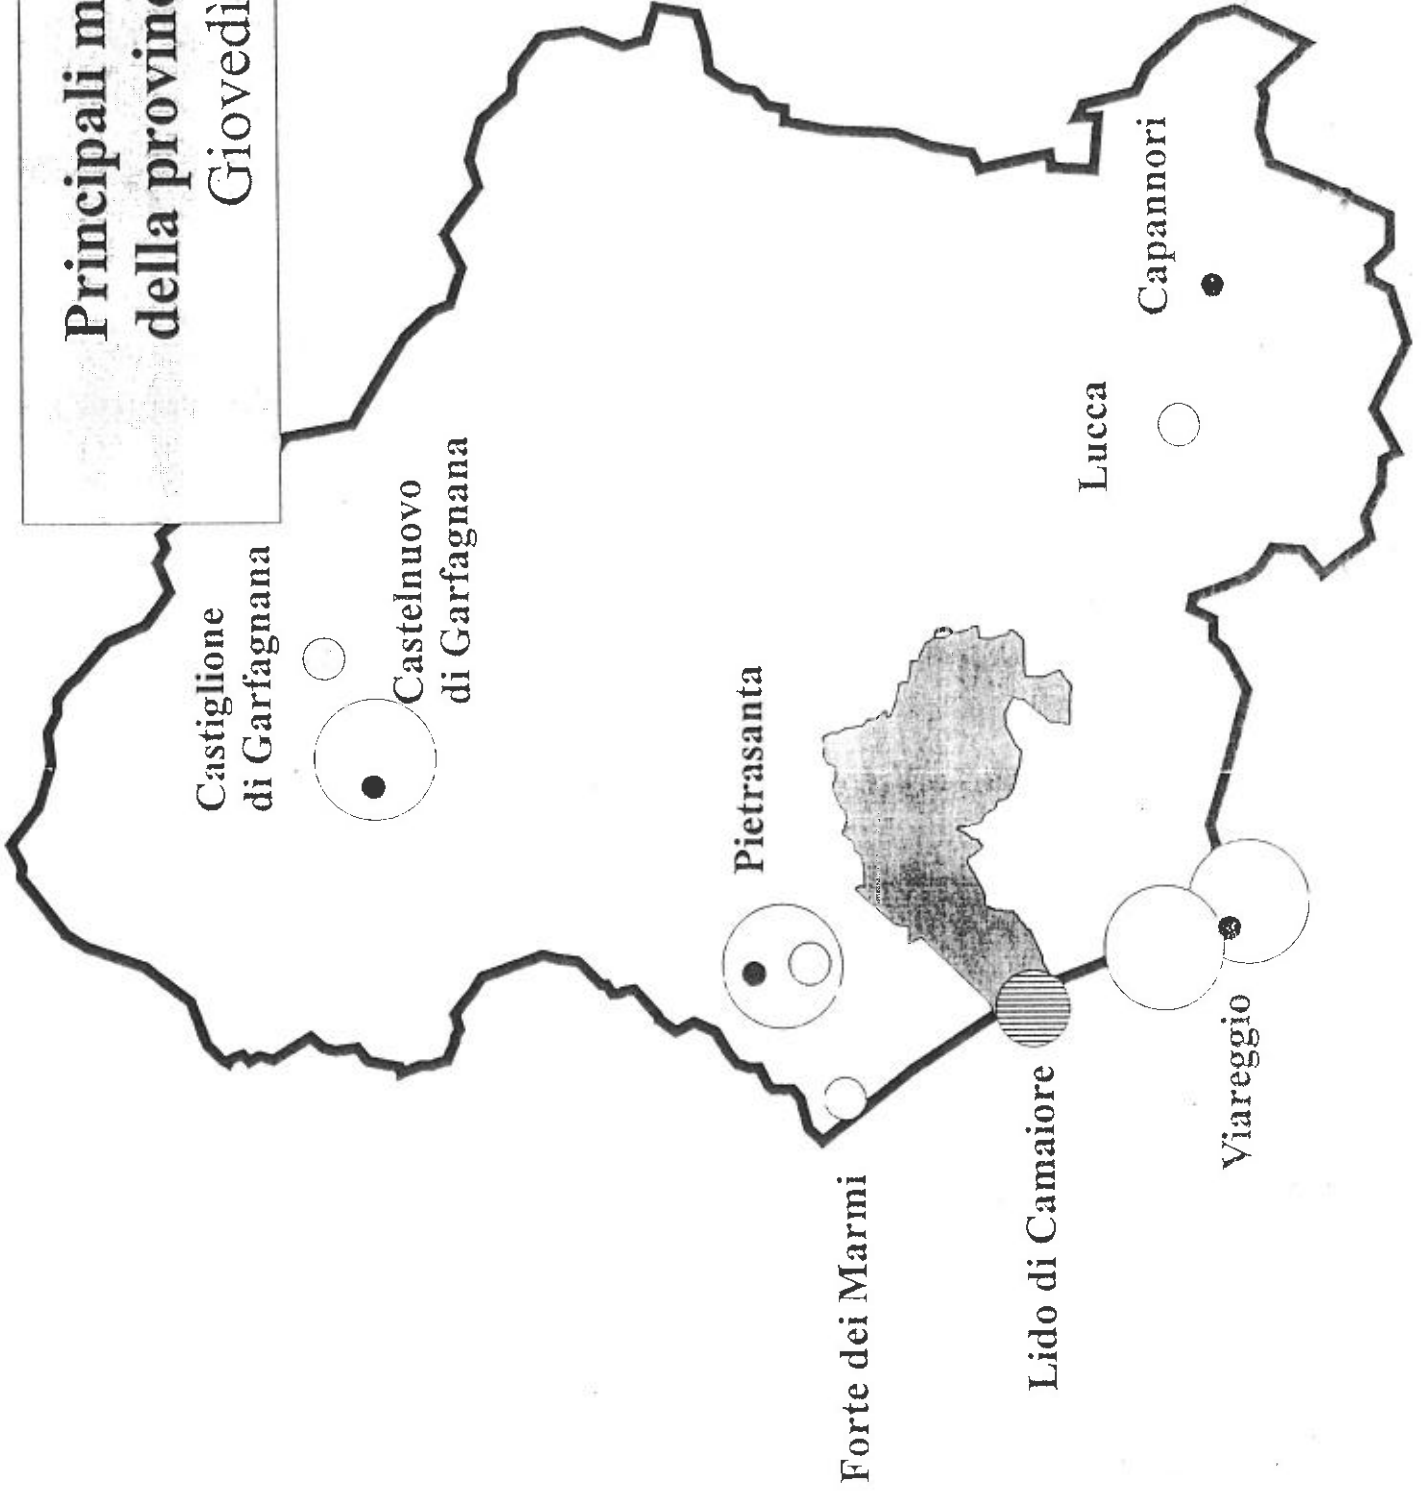 Principali m
della provinc
Giovedì
Castiglione
di Garfagnana
Castelnuovo
di Garfagnana
Pietrasanta
Forte dei Marmi
Lido di Camaiore
Viareggio
Lucca
Capannori